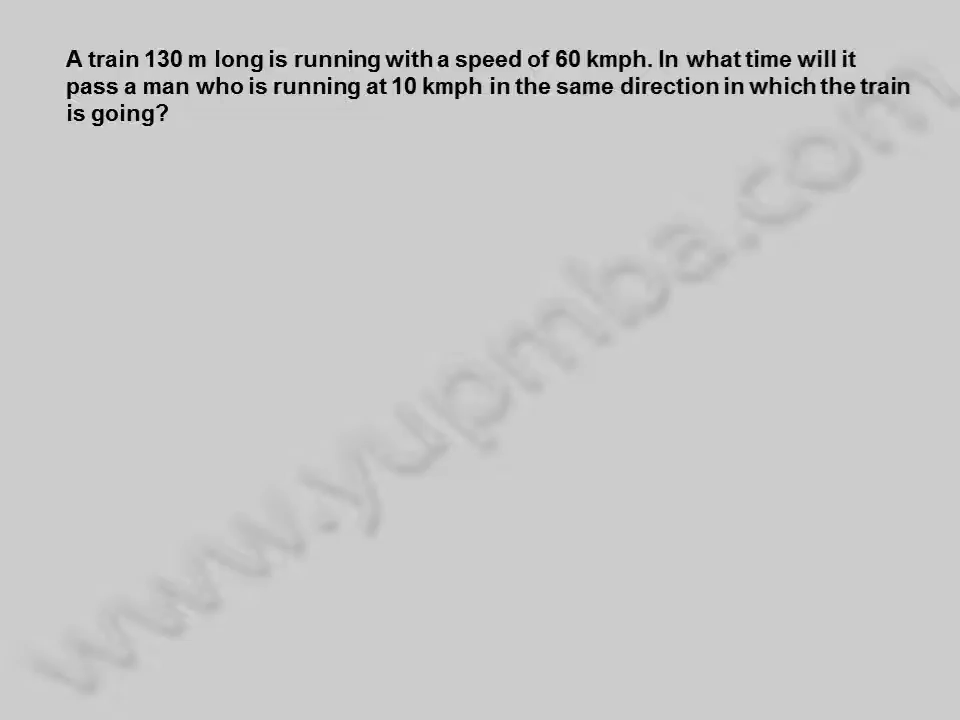 A train 130 m long is running with a speed of 60 kmph. In what time will it
pass a man who is running at 10 kmph in the same direction in which the train
is going?
www.yupmba.com